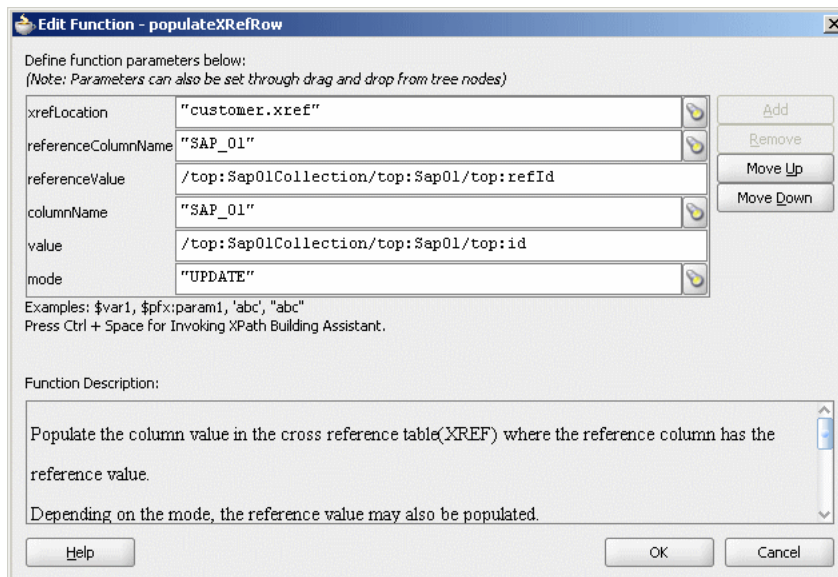 Edit Function - populateXRefRow
Define function parameters below:
(Note: Parameters can also be set through drag and drop from tree nodes)
xrefLocation "customer.xref"
referenceColumnName "SAP_01"
referenceValue /top:Sap01Collection/top:Sap01/top:refId
columnName "SAP_01"
value /top:Sap01Collection/top:Sap01/top:id
mode "UPDATE"
Add
Remove
Move Up
Move Down
Examples: $var1, $pfx:param1, 'abc', "abc"
Press Ctrl + Space for Invoking XPath Building Assistant.
Function Description:
Populate the column value in the cross reference table(XREF) where the reference column has the
reference value.
Depending on the mode, the reference value may also be populated.
Help OK Cancel